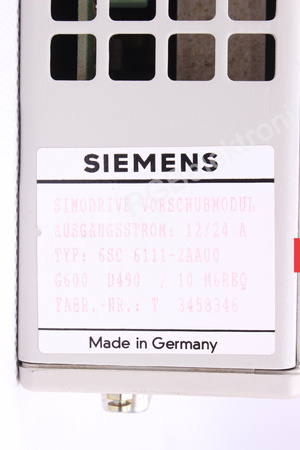 SIEMENS
SIMODRIVE VORSCHUBMODUL
AUSGANGSSTROM: 12/24 A
TYP: 6SC 6111-2AA00
G600 D490 / 10 M6REQ
FABR.-NR.: T 3458346
Made in Germany